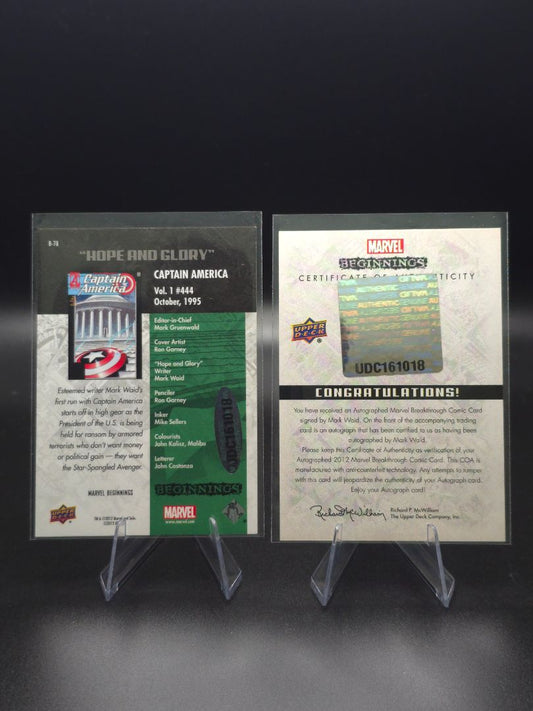 B-78
"HOPE AND GLORY"
Captain America
CAPTAIN AMERICA
Vol. 1 #444
October, 1995
Editor-in-Chief
Mark Gruenwald
Cover Artist
Ron Garney
"Hope and Glory"
Writer
Mark Waid
Penciler
Ron Garney
Inker
Mike Sellers
Colourists
John Kalisz, Malibu
Letterer
John Costanza
Esteemed writer Mark Waid's
first run with Captain America
starts off in high gear as the
President of the U.S. is being
held for ransom by armored
terrorists who don't want money
or political gain — they want
the Star-Spangled Avenger.
MARVEL BEGINNINGS
UPPER DECK
UDC161018
BEGINNINGS
MARVEL
www.marvel.com
MARVEL
BEGINNINGS
CERTIFICATE OF AUTHENTICITY
UPPER DECK
AUTHENTIC
UDC161018
CONGRATULATIONS!
You have received an Autographed Marvel Breakthrough Comic Card
signed by Mark Waid. On the front of the accompanying trading
card is an autograph that has been certified to us as having been
autographed by Mark Waid.
Please keep this Certificate of Authenticity as verification of your
Autographed 2012 Marvel Breakthrough Comic Card. This COA is
manufactured with anti-counterfeit technology. Any attempts to tamper
with this card will jeopardize the authenticity of your Autograph card.
Enjoy your Autograph card!
Richard P. McWilliam
Richard P. McWilliam
The Upper Deck Company, Inc.